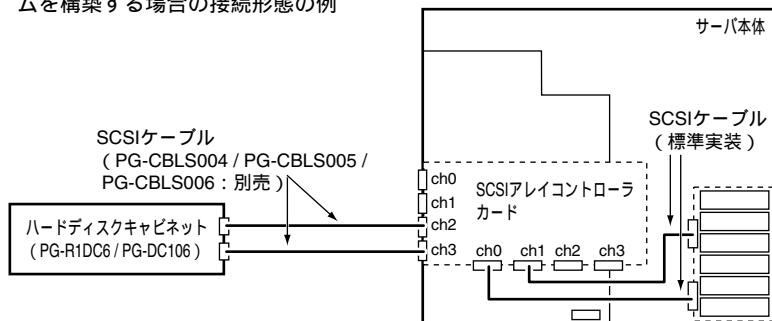 ムを構築する場合の接続形態の例
サーバ本体
SCSIケーブル
（標準実装）
SCSIケーブル
（PG-CBLS004 / PG-CBLS005 /
PG-CBLS006：別売）
ch0
ch1
ch2
ch3
SCSIアレイコントローラ
カード
ch0 ch1 ch2 ch3
ハードディスクキャビネット
（PG-R1DC6 / PG-DC106）